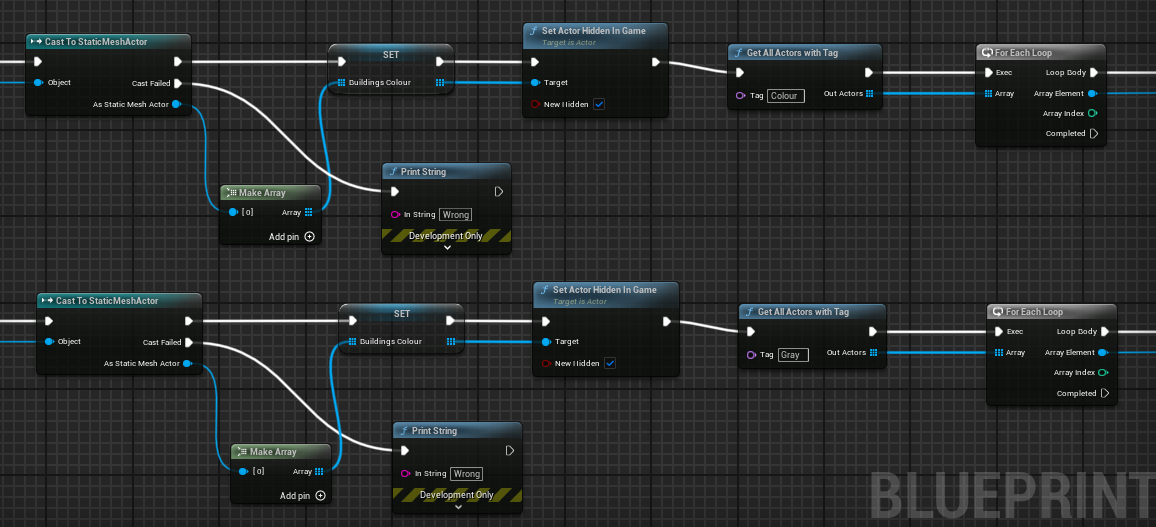 Cast To StaticMeshActor
Object
Cast Failed
As Static Mesh Actor
SET
Buildings Colour
Set Actor Hidden In Game
Target is Actor
Target
New Hidden
Get All Actors with Tag
Tag Colour
Out Actors
For Each Loop
Exec
Loop Body
Array
Array Element
Array Index
Completed
Make Array
[0]
Array
Add pin
Print String
In String Wrong
Development Only
Cast To StaticMeshActor
Object
Cast Failed
As Static Mesh Actor
SET
Buildings Colour
Set Actor Hidden In Game
Target is Actor
Target
New Hidden
Get All Actors with Tag
Tag Gray
Out Actors
For Each Loop
Exec
Loop Body
Array
Array Element
Array Index
Completed
Make Array
[0]
Array
Add pin
Print String
In String Wrong
Development Only
BLUEPRINT